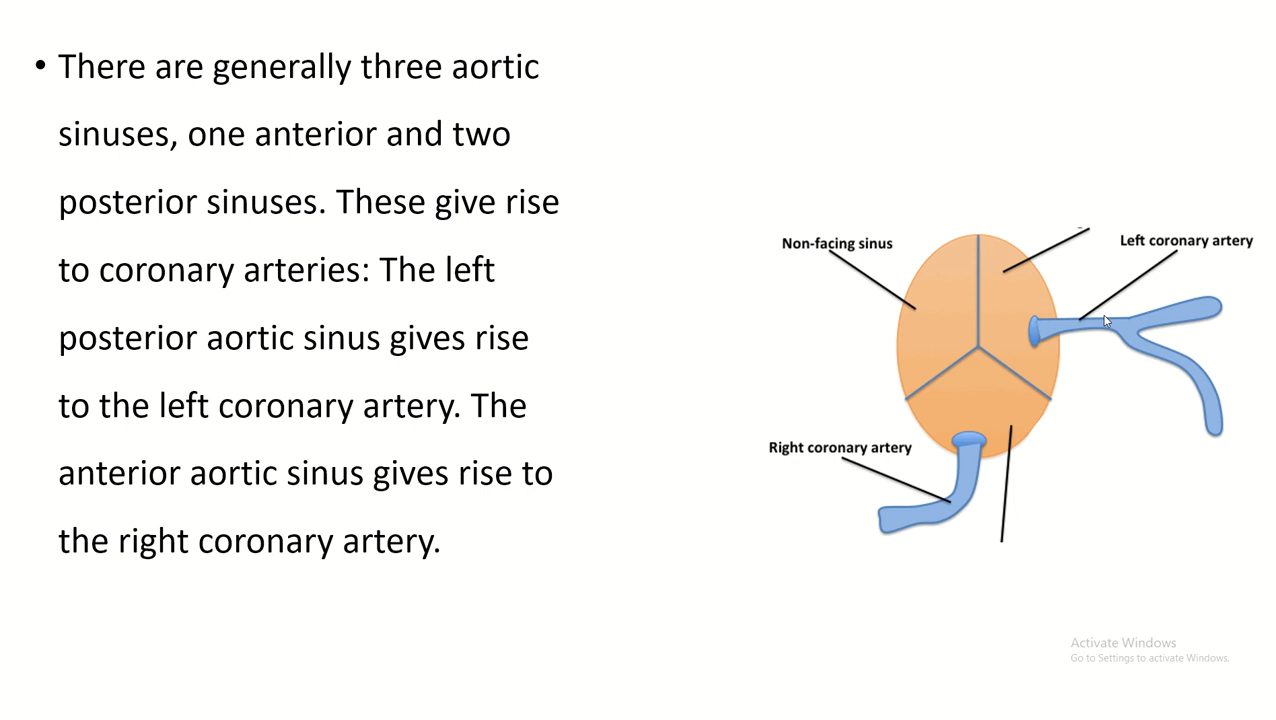 • There are generally three aortic
sinuses, one anterior and two
posterior sinuses. These give rise
to coronary arteries: The left
posterior aortic sinus gives rise
to the left coronary artery. The
anterior aortic sinus gives rise to
the right coronary artery.
Non-facing sinus
Left coronary artery
Right coronary artery
Activate Windows
Go to Settings to activate Windows.